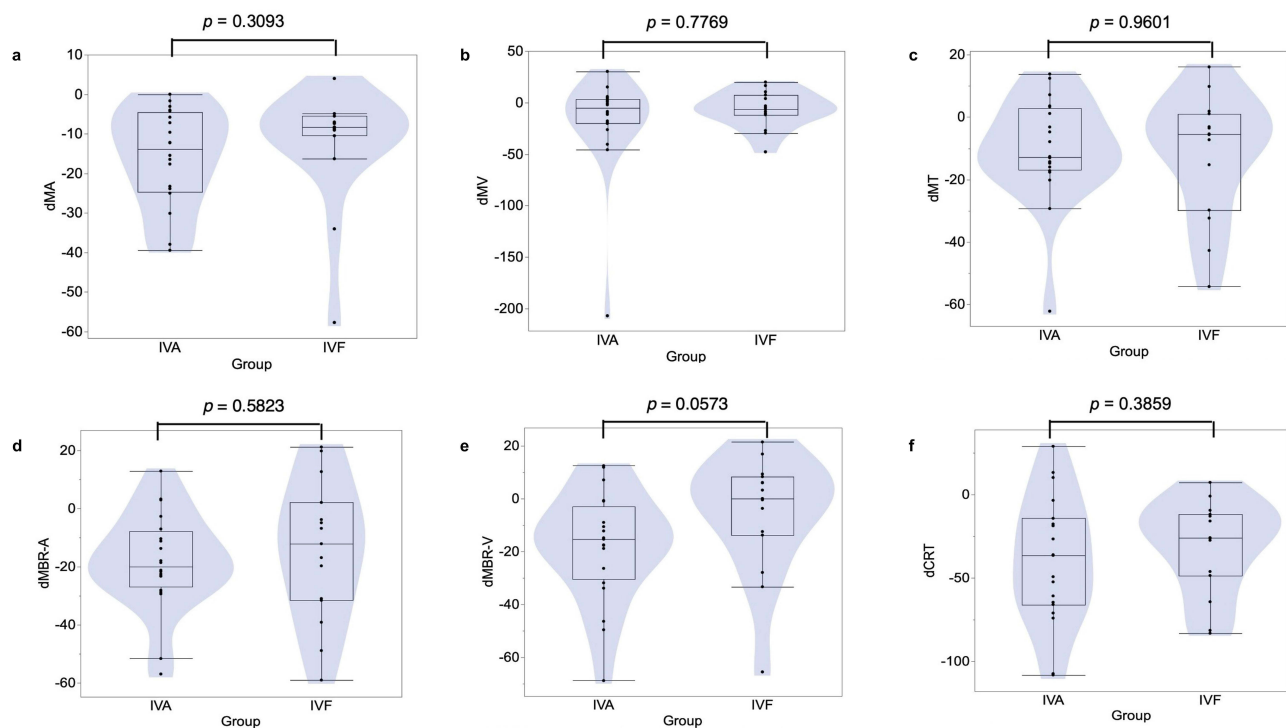 p = 0.3093
a
10
0
-10
-20
-30
-40
-50
-60
dMA
IVA
IVF
Group
p = 0.7769
b
50
0
-50
-100
-150
-200
dMV
IVA
IVF
Group
p = 0.9601
c
20
0
-20
-40
-60
dMT
IVA
IVF
Group
p = 0.5823
d
20
0
-20
-40
-60
dMBR-A
IVA
IVF
Group
p = 0.0573
e
20
0
-20
-40
-60
dMBR-V
IVA
IVF
Group
p = 0.3859
f
0
-50
-100
dCRT
IVA
IVF
Group